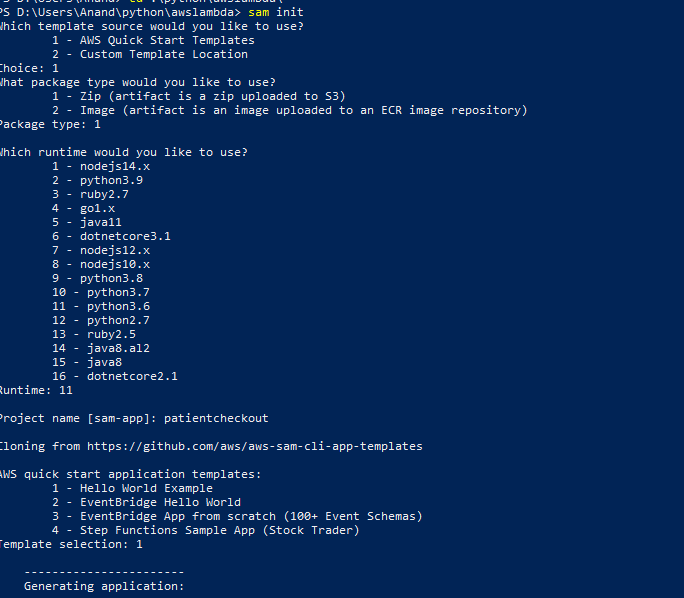 PS D:\Users\Anand\python\awslambda> sam init
Which template source would you like to use?
1 - AWS Quick Start Templates
2 - Custom Template Location
Choice: 1
What package type would you like to use?
1 - Zip (artifact is a zip uploaded to S3)
2 - Image (artifact is an image uploaded to an ECR image repository)
Package type: 1
Which runtime would you like to use?
1 - nodejs14.x
2 - python3.9
3 - ruby2.7
4 - go1.x
5 - java11
6 - dotnetcore3.1
7 - nodejs12.x
8 - nodejs10.x
9 - python3.8
10 - python3.7
11 - python3.6
12 - python2.7
13 - ruby2.5
14 - java8.al2
15 - java8
16 - dotnetcore2.1
Runtime: 11
Project name [sam-app]: patientcheckout
Cloning from https://github.com/aws/aws-sam-cli-app-templates
AWS quick start application templates:
1 - Hello World Example
2 - EventBridge Hello World
3 - EventBridge App from scratch (100+ Event Schemas)
4 - Step Functions Sample App (Stock Trader)
Template selection: 1
-----------------------
Generating application: